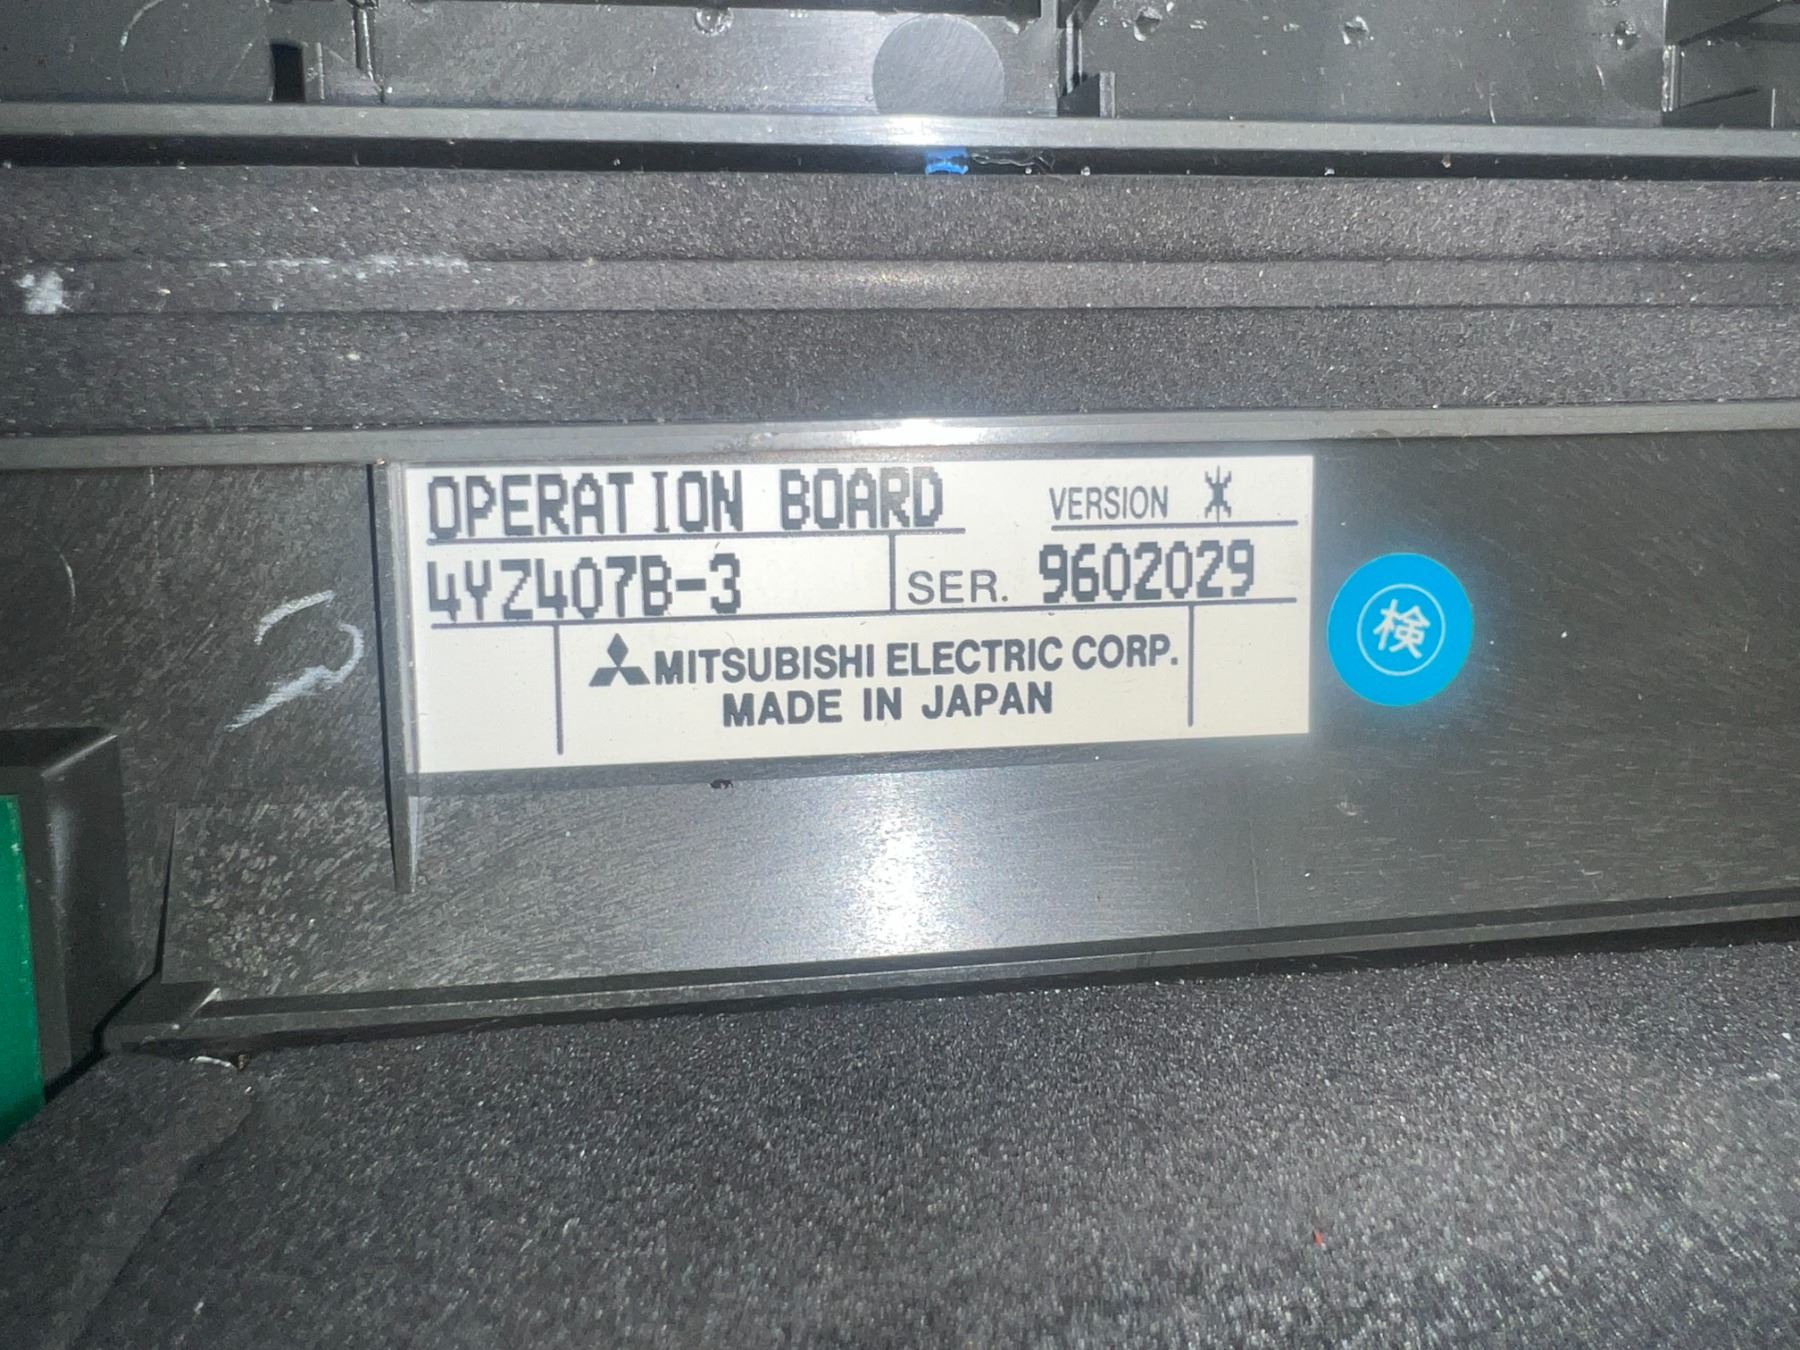 OPERATION BOARD VERSION *
4YZ407B-3 SER. 9602029
MITSUBISHI ELECTRIC CORP.
MADE IN JAPAN
検